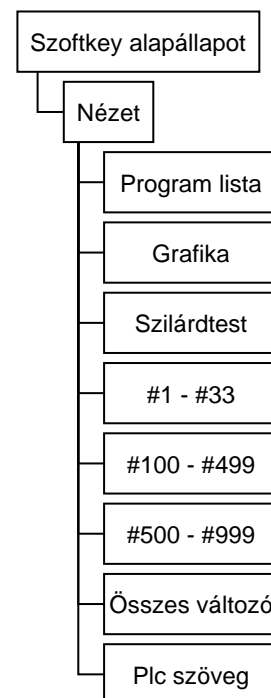 Szoftkey alapállapot
Nézet
Program lista
Grafika
Szilárdtest
#1 - #33
#100 - #499
#500 - #999
Összes változó
Plc szöveg